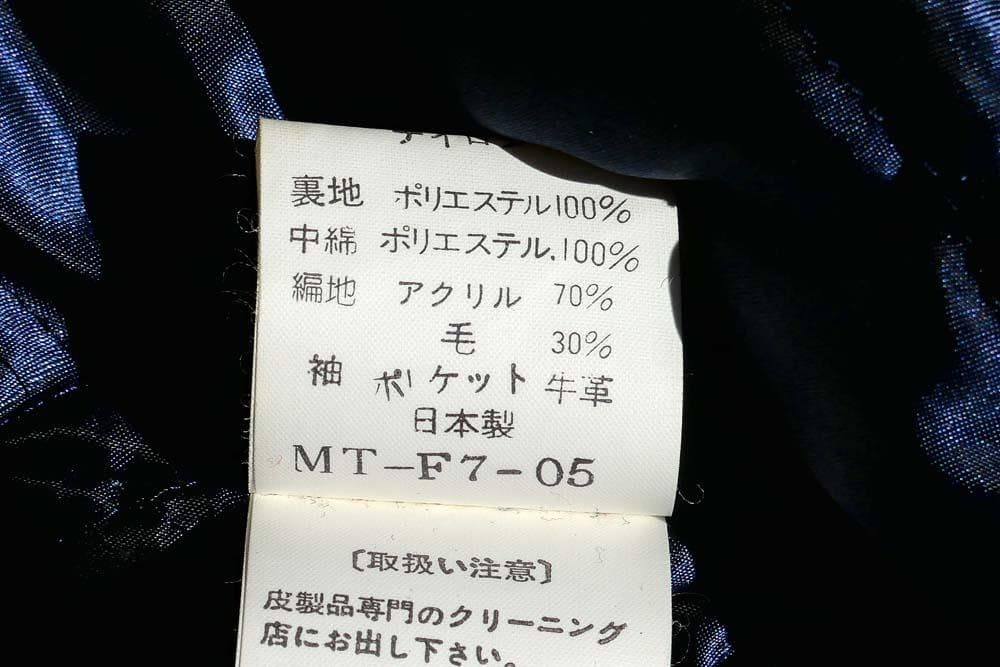 裏地 ポリエステル100%
中綿 ポリエステル.100%
編地 アクリル 70%
毛 30%
袖 ポケット 牛革
日本製
MT-F7-05
〔取扱い注意〕
皮製品専門のクリーニング
店にお出し下さい。